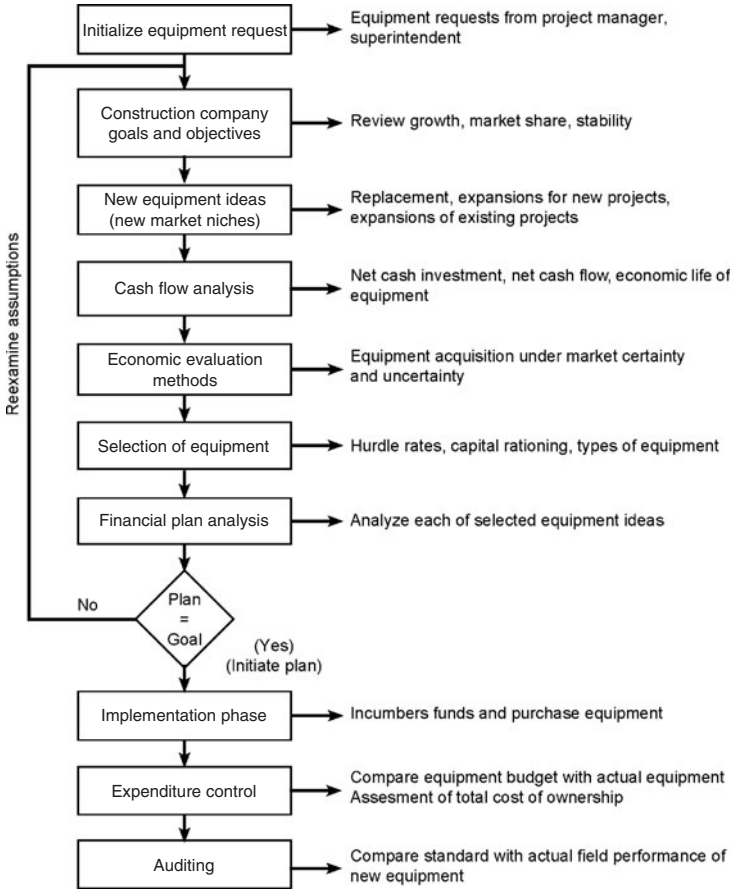 Initialize equipment request
Equipment requests from project manager,
superintendent
Construction company
goals and objectives
Review growth, market share, stability
New equipment ideas
(new market niches)
Replacement, expansions for new projects,
expansions of existing projects
Reexamine assumptions
Cash flow analysis
Net cash investment, net cash flow, economic life of
equipment
Economic evaluation
methods
Equipment acquisition under market certainty
and uncertainty
Selection of equipment
Hurdle rates, capital rationing, types of equipment
Financial plan analysis
Analyze each of selected equipment ideas
No
Plan
=
Goal
(Yes)
(Initiate plan)
Implementation phase
Incumbers funds and purchase equipment
Expenditure control
Compare equipment budget with actual equipment
Assesment of total cost of ownership
Auditing
Compare standard with actual field performance of
new equipment